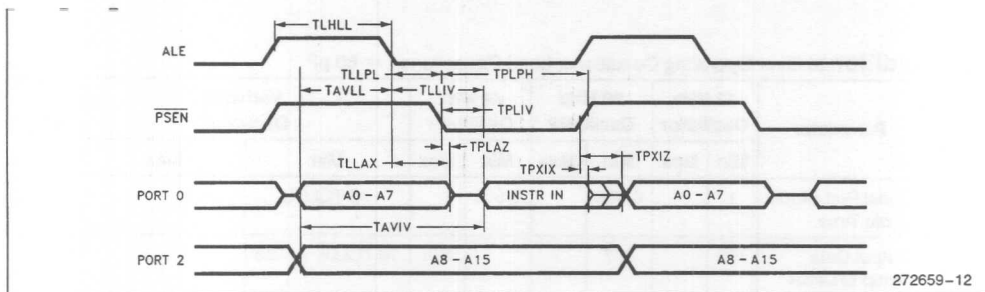 TLHLL
ALE
TLLPL
TPLPH
TAVLL
TLLIV
PSEN
TPLIV
TPLAZ
TLLAX
TPXIX
TPXIZ
PORT 0
A0 - A7
INSTR IN
A0 - A7
TAVIV
PORT 2
A8 - A15
A8 - A15
272659-12